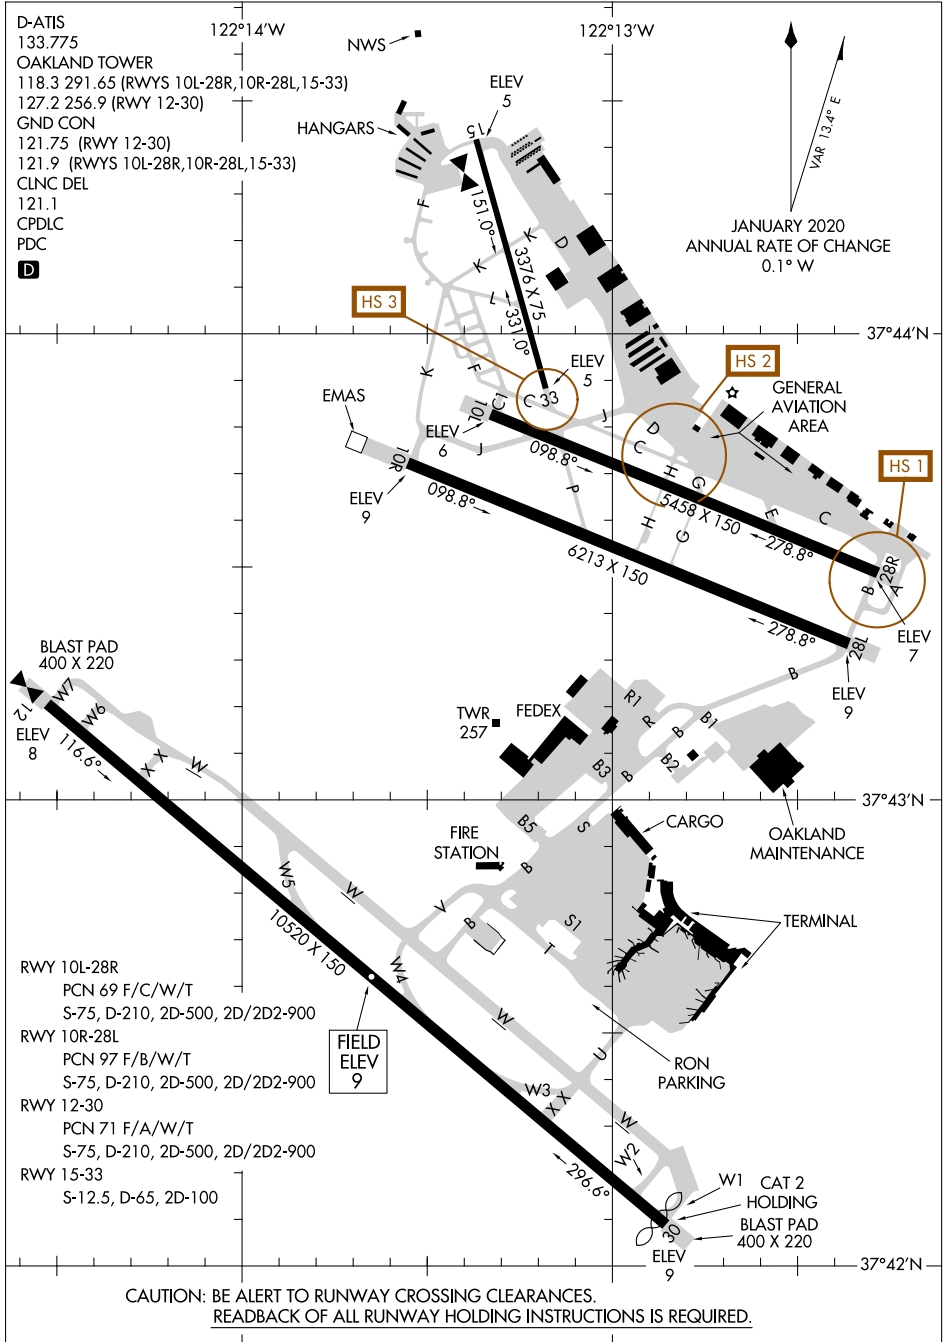 D-ATIS
133.775
OAKLAND TOWER
118.3 291.65 (RWYS 10L-28R,10R-28L,15-33)
127.2 256.9 (RWY 12-30)
GND CON
121.75 (RWY 12-30)
121.9 (RWYS 10L-28R,10R-28L,15-33)
CLNC DEL
121.1
CPDLC
PDC
D
122°14'W
122°13'W
NWS
HANGARS
ELEV
5
15
VAR 13.4° E
JANUARY 2020
ANNUAL RATE OF CHANGE
0.1° W
F
151.0°
K
D
K
3376 X 75
L
331.0°
HS 3
37°44'N
HS 2
K
F
ELEV
5
C1
C
33
J
GENERAL
AVIATION
AREA
EMAS
10L
ELEV
6
J
D
C
10R
098.8°
H
G
HS 1
ELEV
9
098.8°
P
5458 X 150
E
C
H
G
278.8°
6213 X 150
28R
B
A
278.8°
28L
ELEV
7
B
ELEV
9
BLAST PAD
400 X 220
W7
W6
12
ELEV
8
116.6°
X X
W
TWR
257
FEDEX
R1
R
B
B1
B2
B3
B
37°43'N
B5
S
CARGO
OAKLAND
MAINTENANCE
FIRE
STATION
B
W5
W
V
B
S1
T
TERMINAL
10520 X 150
W4
RWY 10L-28R
PCN 69 F/C/W/T
S-75, D-210, 2D-500, 2D/2D2-900
RWY 10R-28L
PCN 97 F/B/W/T
S-75, D-210, 2D-500, 2D/2D2-900
RWY 12-30
PCN 71 F/A/W/T
S-75, D-210, 2D-500, 2D/2D2-900
RWY 15-33
S-12.5, D-65, 2D-100
FIELD
ELEV
9
W
U
RON
PARKING
W3
X X
W
W2
296.6°
W1
CAT 2
HOLDING
30
BLAST PAD
400 X 220
ELEV
9
37°42'N
CAUTION: BE ALERT TO RUNWAY CROSSING CLEARANCES.
READBACK OF ALL RUNWAY HOLDING INSTRUCTIONS IS REQUIRED.